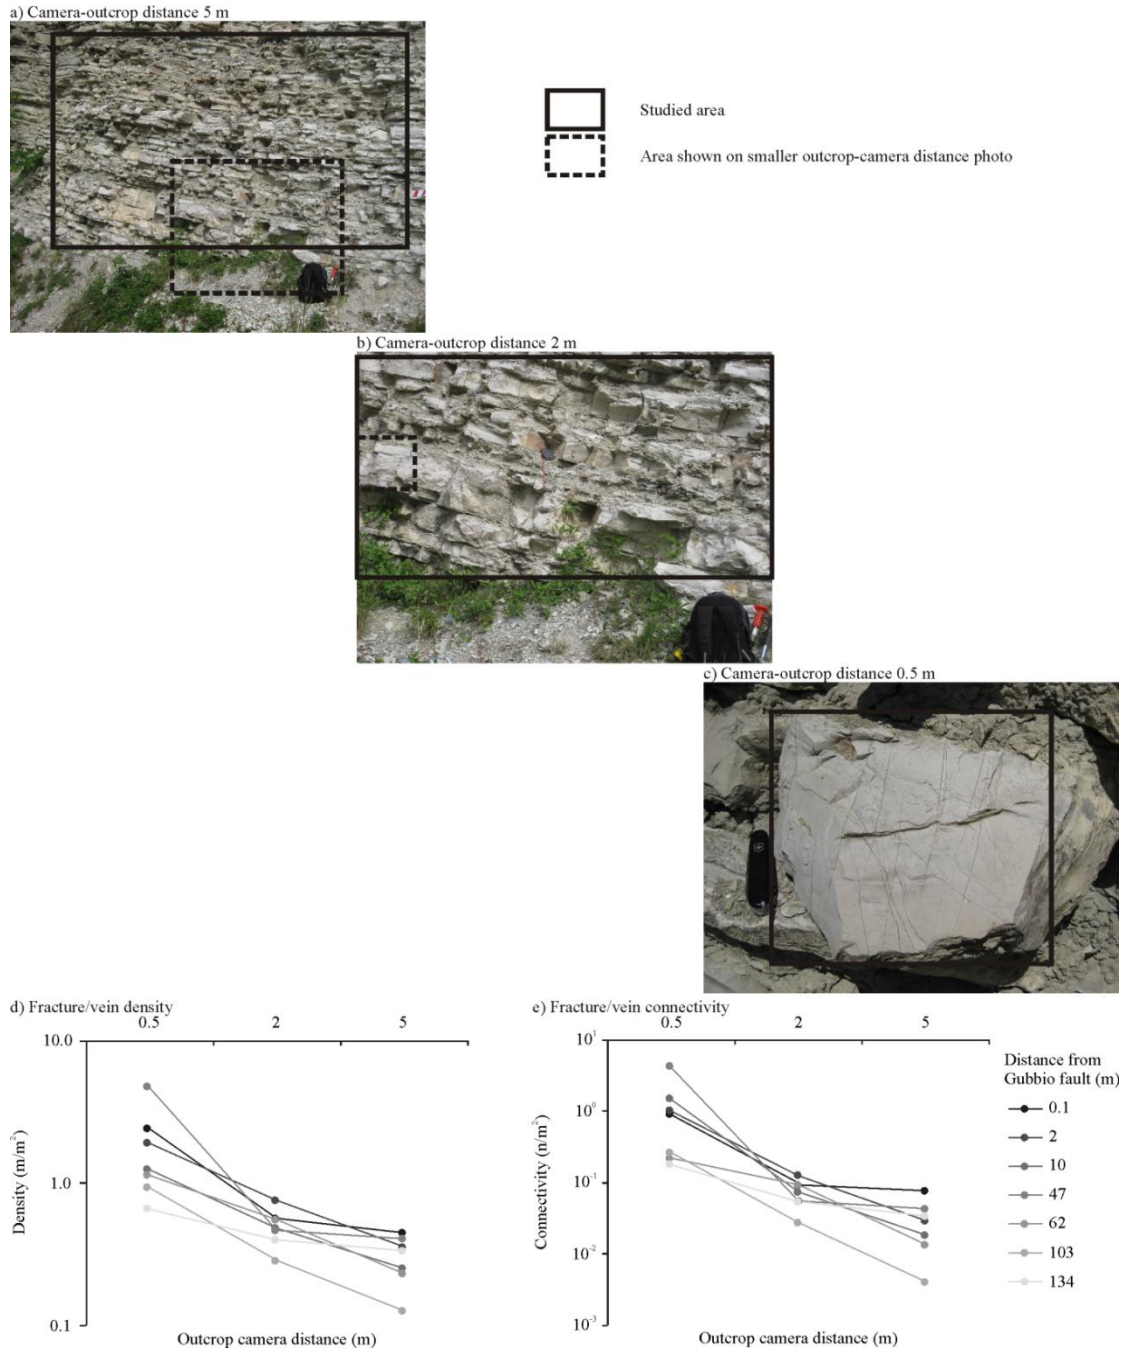 a) Camera-outcrop distance 5 m
Studied area
Area shown on smaller outcrop-camera distance photo
b) Camera-outcrop distance 2 m
c) Camera-outcrop distance 0.5 m
d) Fracture/vein density
0.5 2 5
10.0
1.0
0.1
Density (m/m²)
Outcrop camera distance (m)
e) Fracture/vein connectivity
0.5 2 5
10¹
10⁰
10⁻¹
10⁻²
10⁻³
Connectivity (n/m²)
Outcrop camera distance (m)
Distance from
Gubbio fault (m)
0.1
2
10
47
62
103
134